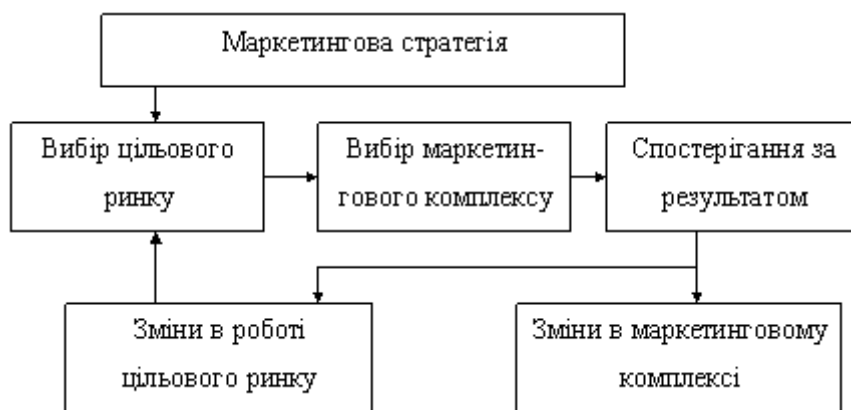 Маркетингова стратегія
Вибір цільового
ринку
Вибір маркетин-
гового комплексу
Спостерігання за
результатом
Зміни в роботі
цільового ринку
Зміни в маркетинговому
комплексі